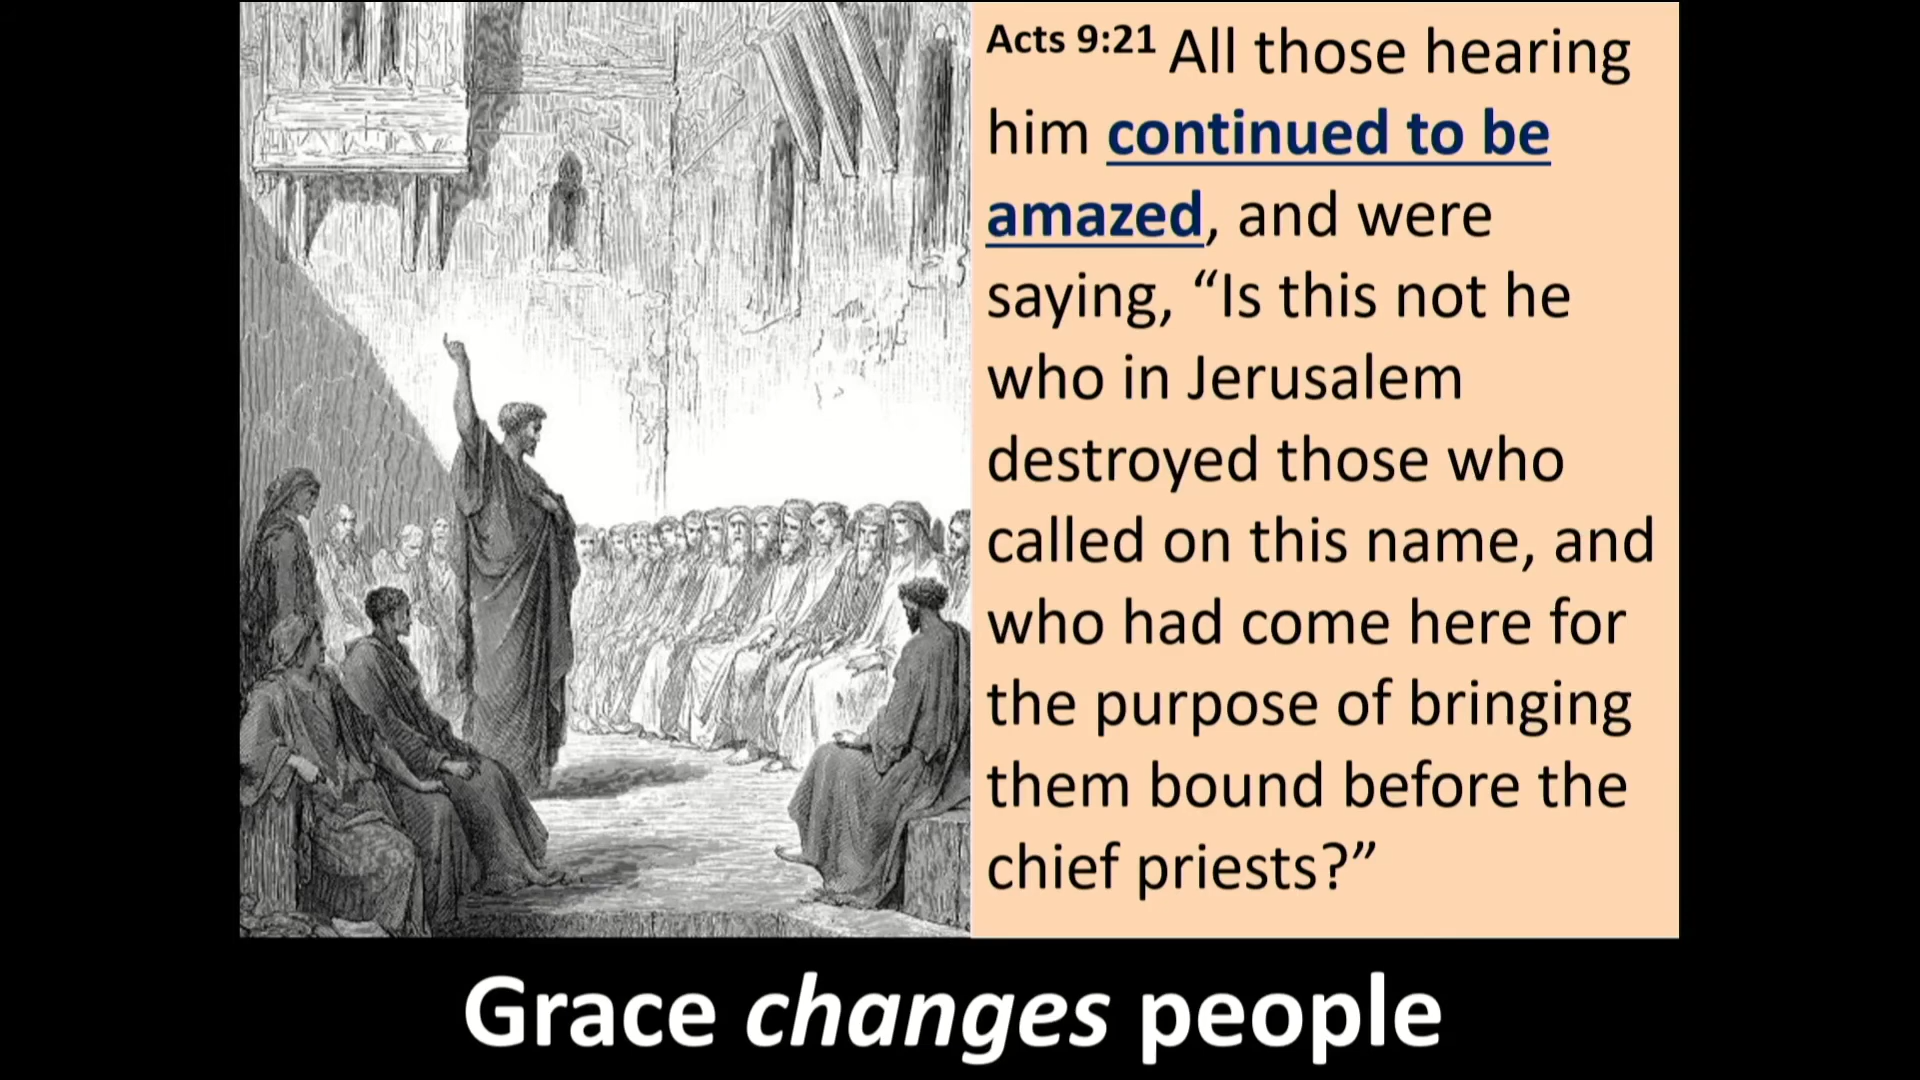 Acts 9:21 All those hearing
him continued to be
amazed, and were
saying, “Is this not he
who in Jerusalem
destroyed those who
called on this name, and
who had come here for
the purpose of bringing
them bound before the
chief priests?”
Grace changes people